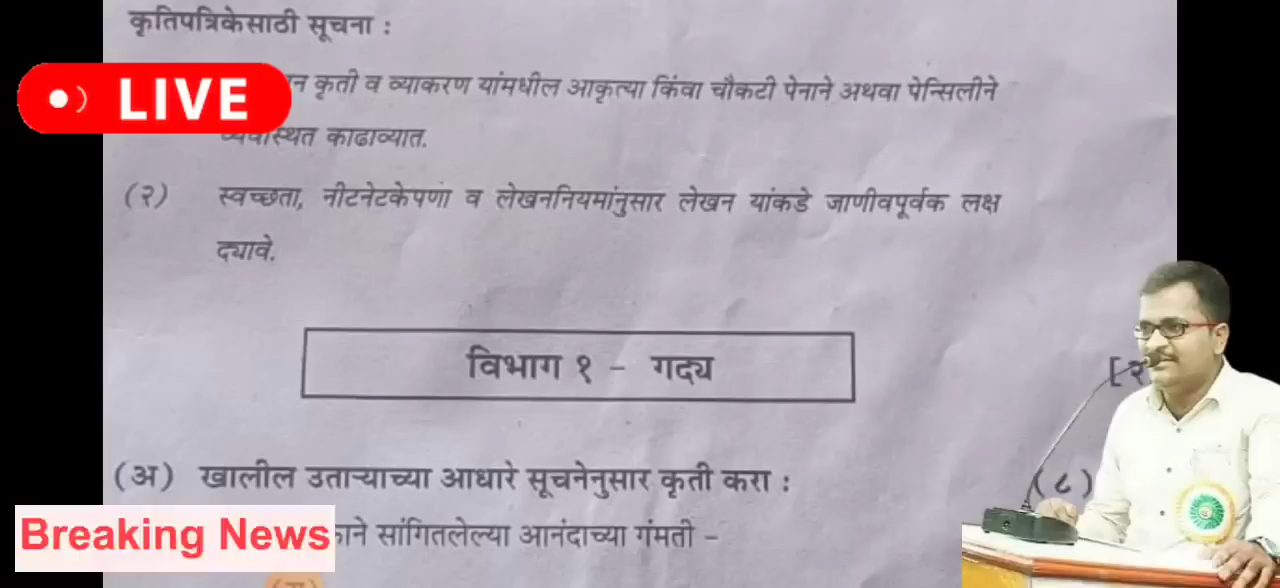 कृतिपत्रिकेसाठी सूचना :
LIVE
कृती व व्याकरण यांमधील आकृत्या किंवा चौकटी पेनाने अथवा पेन्सिलीने
व्यवस्थित काढाव्यात.
(२) स्वच्छता, नीटनेटकेपणा व लेखननियमांनुसार लेखन यांकडे जाणीवपूर्वक लक्ष
द्यावे.
विभाग १ - गद्य
(अ) खालील उताऱ्याच्या आधारे सूचनेनुसार कृती करा : (८)
Breaking News
सांगितलेल्या आनंदाच्या गंमती –